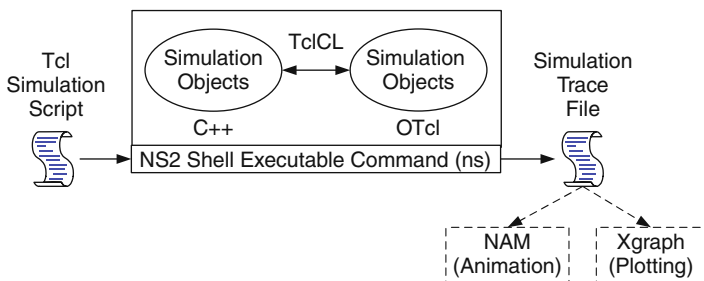 Tcl
Simulation
Script
Simulation
Objects
TclCL
Simulation
Objects
C++
OTcl
NS2 Shell Executable Command (ns)
Simulation
Trace
File
NAM
(Animation)
Xgraph
(Plotting)